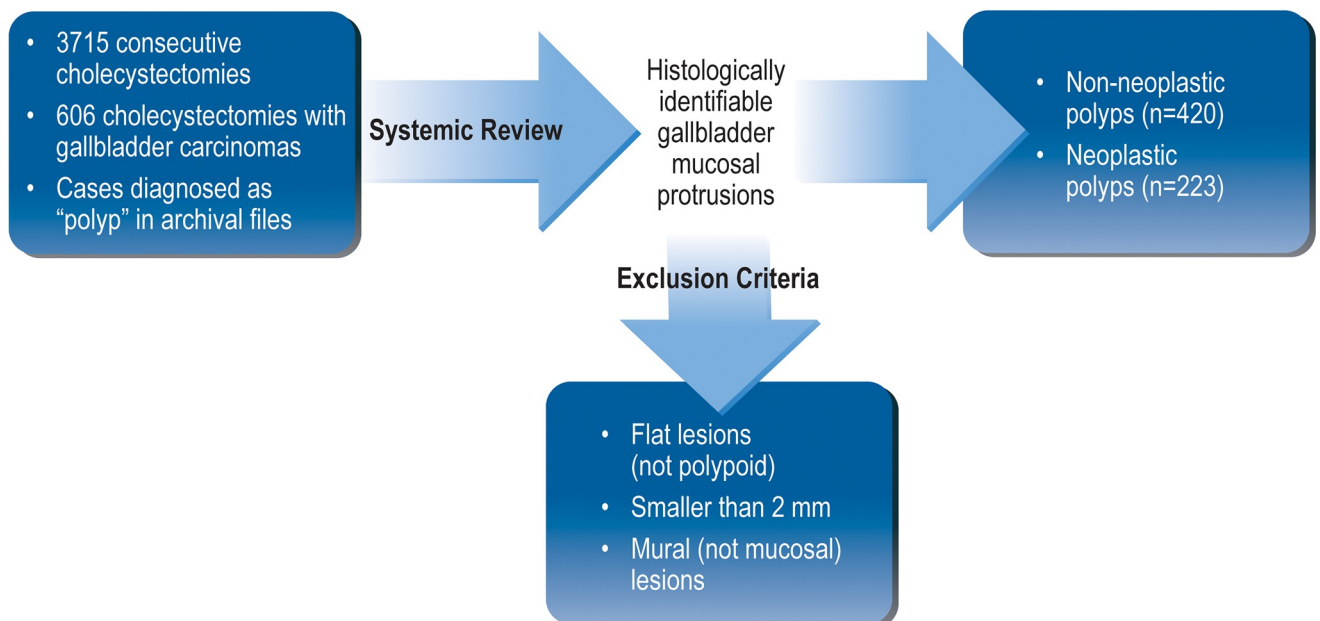 • 3715 consecutive
cholecystectomies
• 606 cholecystectomies with
gallbladder carcinomas
• Cases diagnosed as
“polyp” in archival files
Systemic Review
Histologically
identifiable
gallbladder
mucosal
protrusions
• Non-neoplastic
polyps (n=420)
• Neoplastic
polyps (n=223)
Exclusion Criteria
• Flat lesions
(not polypoid)
• Smaller than 2 mm
• Mural (not mucosal)
lesions